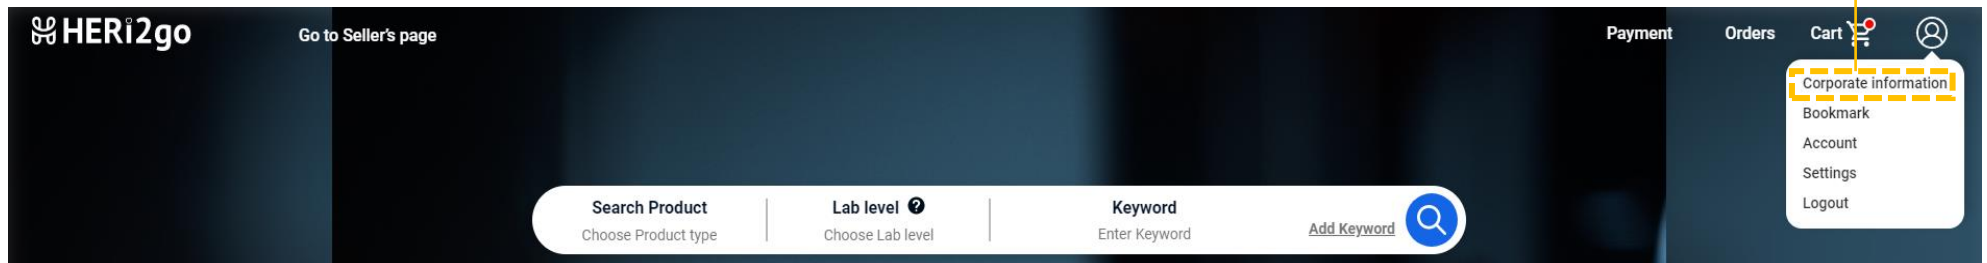 HERi2go
Go to Seller's page
Payment
Orders
Cart
Corporate information
Bookmark
Account
Settings
Logout
Search Product
Choose Product type
Lab level ?
Choose Lab level
Keyword
Enter Keyword
Add Keyword